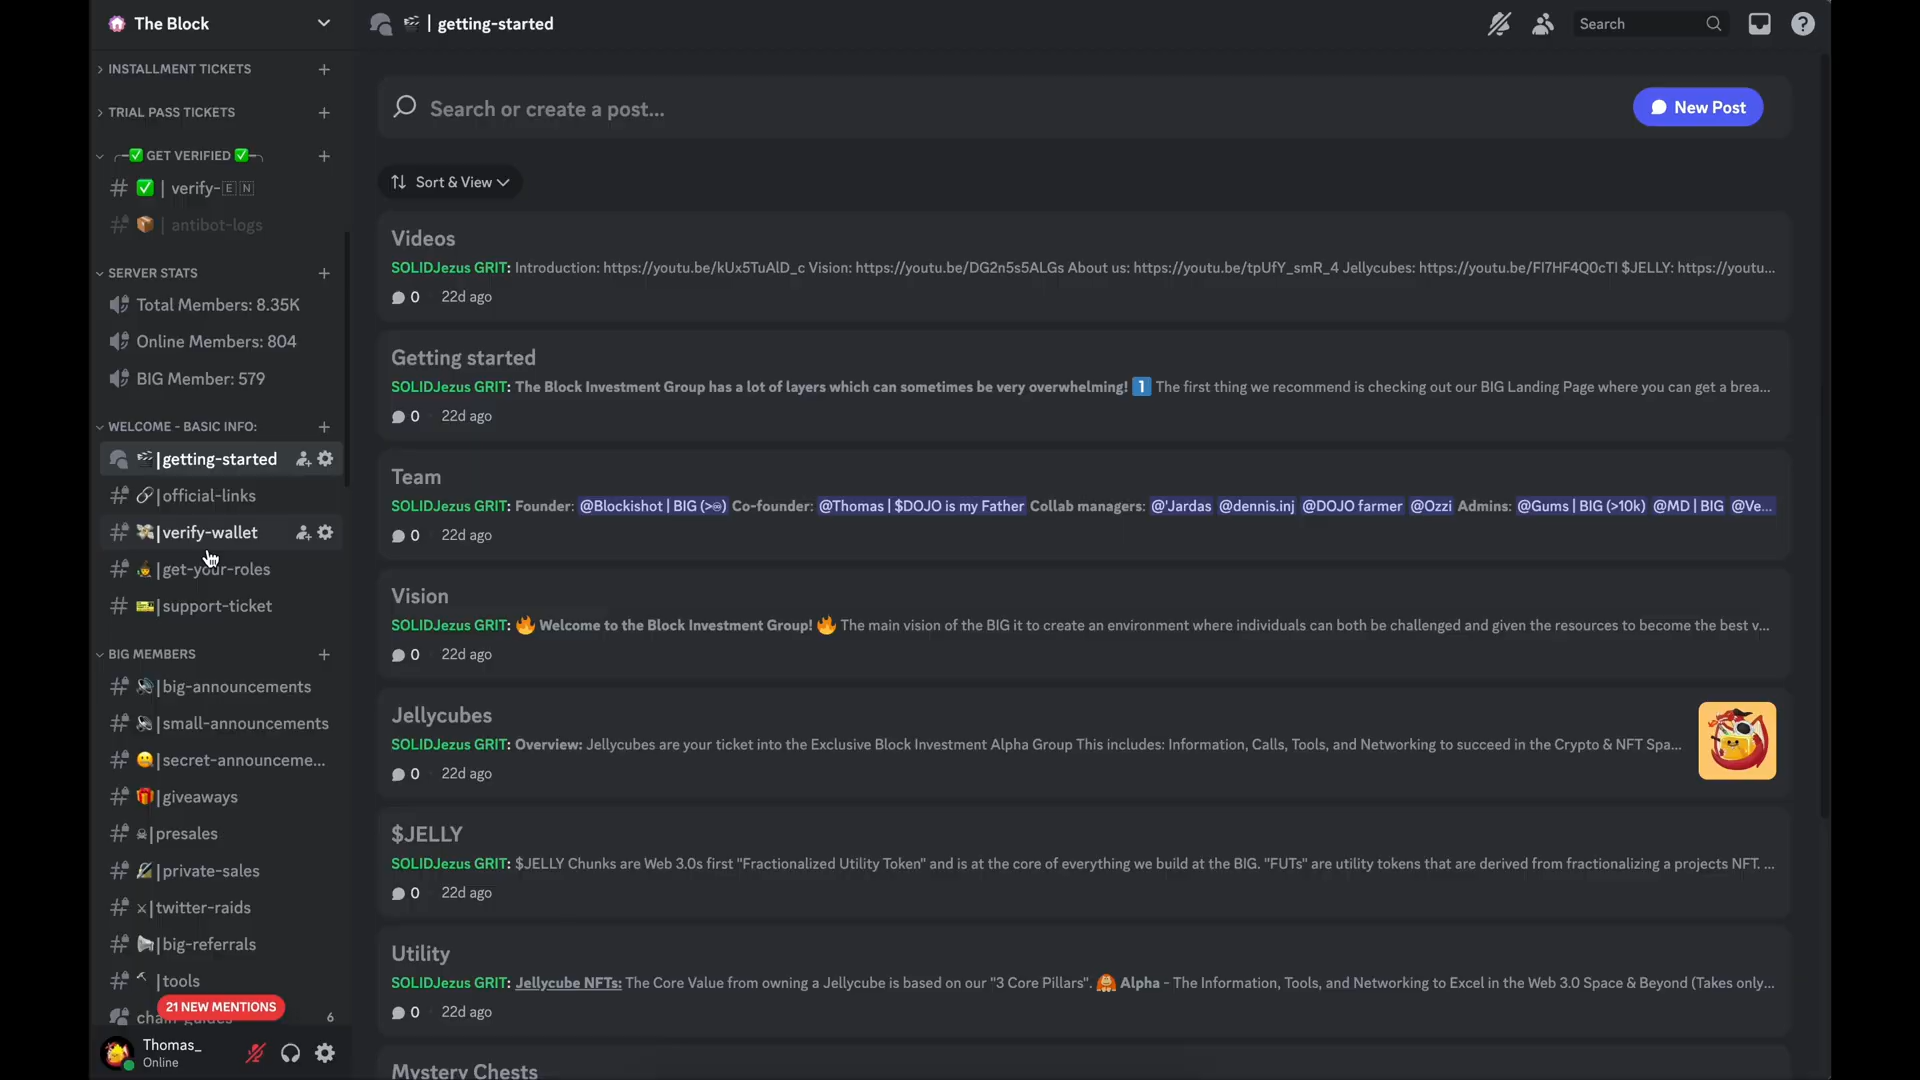 The Block
INSTALLMENT TICKETS
TRIAL PASS TICKETS
GET VERIFIED
verify-🄴🄽
antibot-logs
SERVER STATS
Total Members: 8.35K
Online Members: 804
BIG Member: 579
WELCOME - BASIC INFO:
|getting-started
|official-links
|verify-wallet
|get-your-roles
|support-ticket
BIG MEMBERS
|big-announcements
|small-announcements
|secret-announceme...
|giveaways
|presales
|private-sales
|twitter-raids
|big-referrals
|tools
21 NEW MENTIONS
6
Thomas_
Online
| getting-started
Search
Search or create a post...
New Post
Sort & View
Videos
SOLIDJezus GRIT: Introduction: https://youtu.be/kUx5TuAlD_c Vision: https://youtu.be/DG2n5s5ALGs About us: https://youtu.be/tpUfY_smR_4 Jellycubes: https://youtu.be/FI7HF4Q0cTI $JELLY: https://youtu...
0 22d ago
Getting started
SOLIDJezus GRIT: The Block Investment Group has a lot of layers which can sometimes be very overwhelming! 1 The first thing we recommend is checking out our BIG Landing Page where you can get a brea...
0 22d ago
Team
SOLIDJezus GRIT: Founder: @Blockishot | BIG (>♾) Co-founder: @Thomas | $DOJO is my Father Collab managers: @'Jardas @dennis.inj @DOJO farmer @Ozzi Admins: @Gums | BIG (>10k) @MD | BIG @Ve...
0 22d ago
Vision
SOLIDJezus GRIT: 🔥 Welcome to the Block Investment Group! 🔥 The main vision of the BIG it to create an environment where individuals can both be challenged and given the resources to become the best v...
0 22d ago
Jellycubes
SOLIDJezus GRIT: Overview: Jellycubes are your ticket into the Exclusive Block Investment Alpha Group This includes: Information, Calls, Tools, and Networking to succeed in the Crypto & NFT Spa...
0 22d ago
$JELLY
SOLIDJezus GRIT: $JELLY Chunks are Web 3.0s first "Fractionalized Utility Token" and is at the core of everything we build at the BIG. "FUTs" are utility tokens that are derived from fractionalizing a projects NFT. ...
0 22d ago
Utility
SOLIDJezus GRIT: Jellycube NFTs: The Core Value from owning a Jellycube is based on our "3 Core Pillars". Alpha - The Information, Tools, and Networking to Excel in the Web 3.0 Space & Beyond (Takes only...
0 22d ago
Mystery Chests